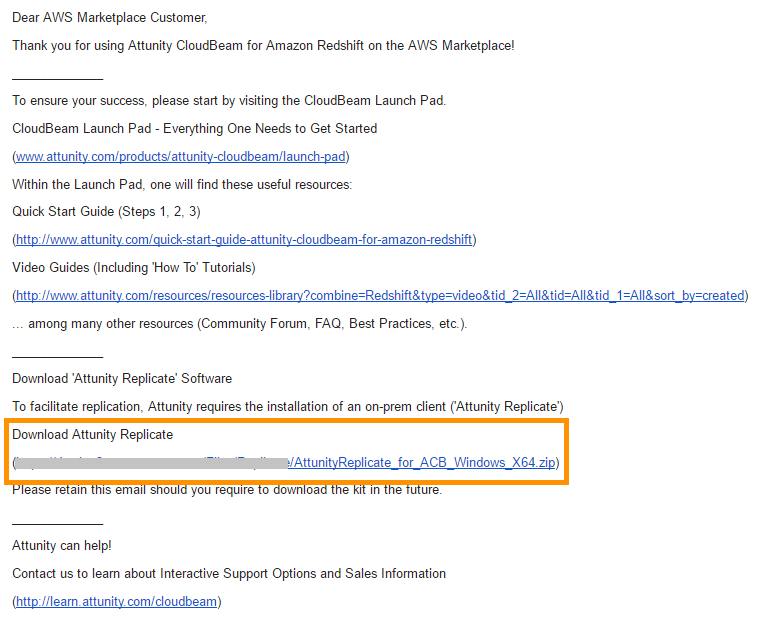 Dear AWS Marketplace Customer,
Thank you for using Attunity CloudBeam for Amazon Redshift on the AWS Marketplace!
_____________
To ensure your success, please start by visiting the CloudBeam Launch Pad.
CloudBeam Launch Pad - Everything One Needs to Get Started
(www.attunity.com/products/attunity-cloudbeam/launch-pad)
Within the Launch Pad, one will find these useful resources:
Quick Start Guide (Steps 1, 2, 3)
(http://www.attunity.com/quick-start-guide-attunity-cloudbeam-for-amazon-redshift)
Video Guides (Including 'How To' Tutorials)
(http://www.attunity.com/resources/resources-library?combine=Redshift&type=video&tid_2=All&tid=All&tid_1=All&sort_by=created)
... among many other resources (Community Forum, FAQ, Best Practices, etc.).
_____________
Download 'Attunity Replicate' Software
To facilitate replication, Attunity requires the installation of an on-prem client ('Attunity Replicate')
Download Attunity Replicate
(/AttunityReplicate_for_ACB_Windows_X64.zip)
Please retain this email should you require to download the kit in the future.
_____________
Attunity can help!
Contact us to learn about Interactive Support Options and Sales Information
(http://learn.attunity.com/cloudbeam)